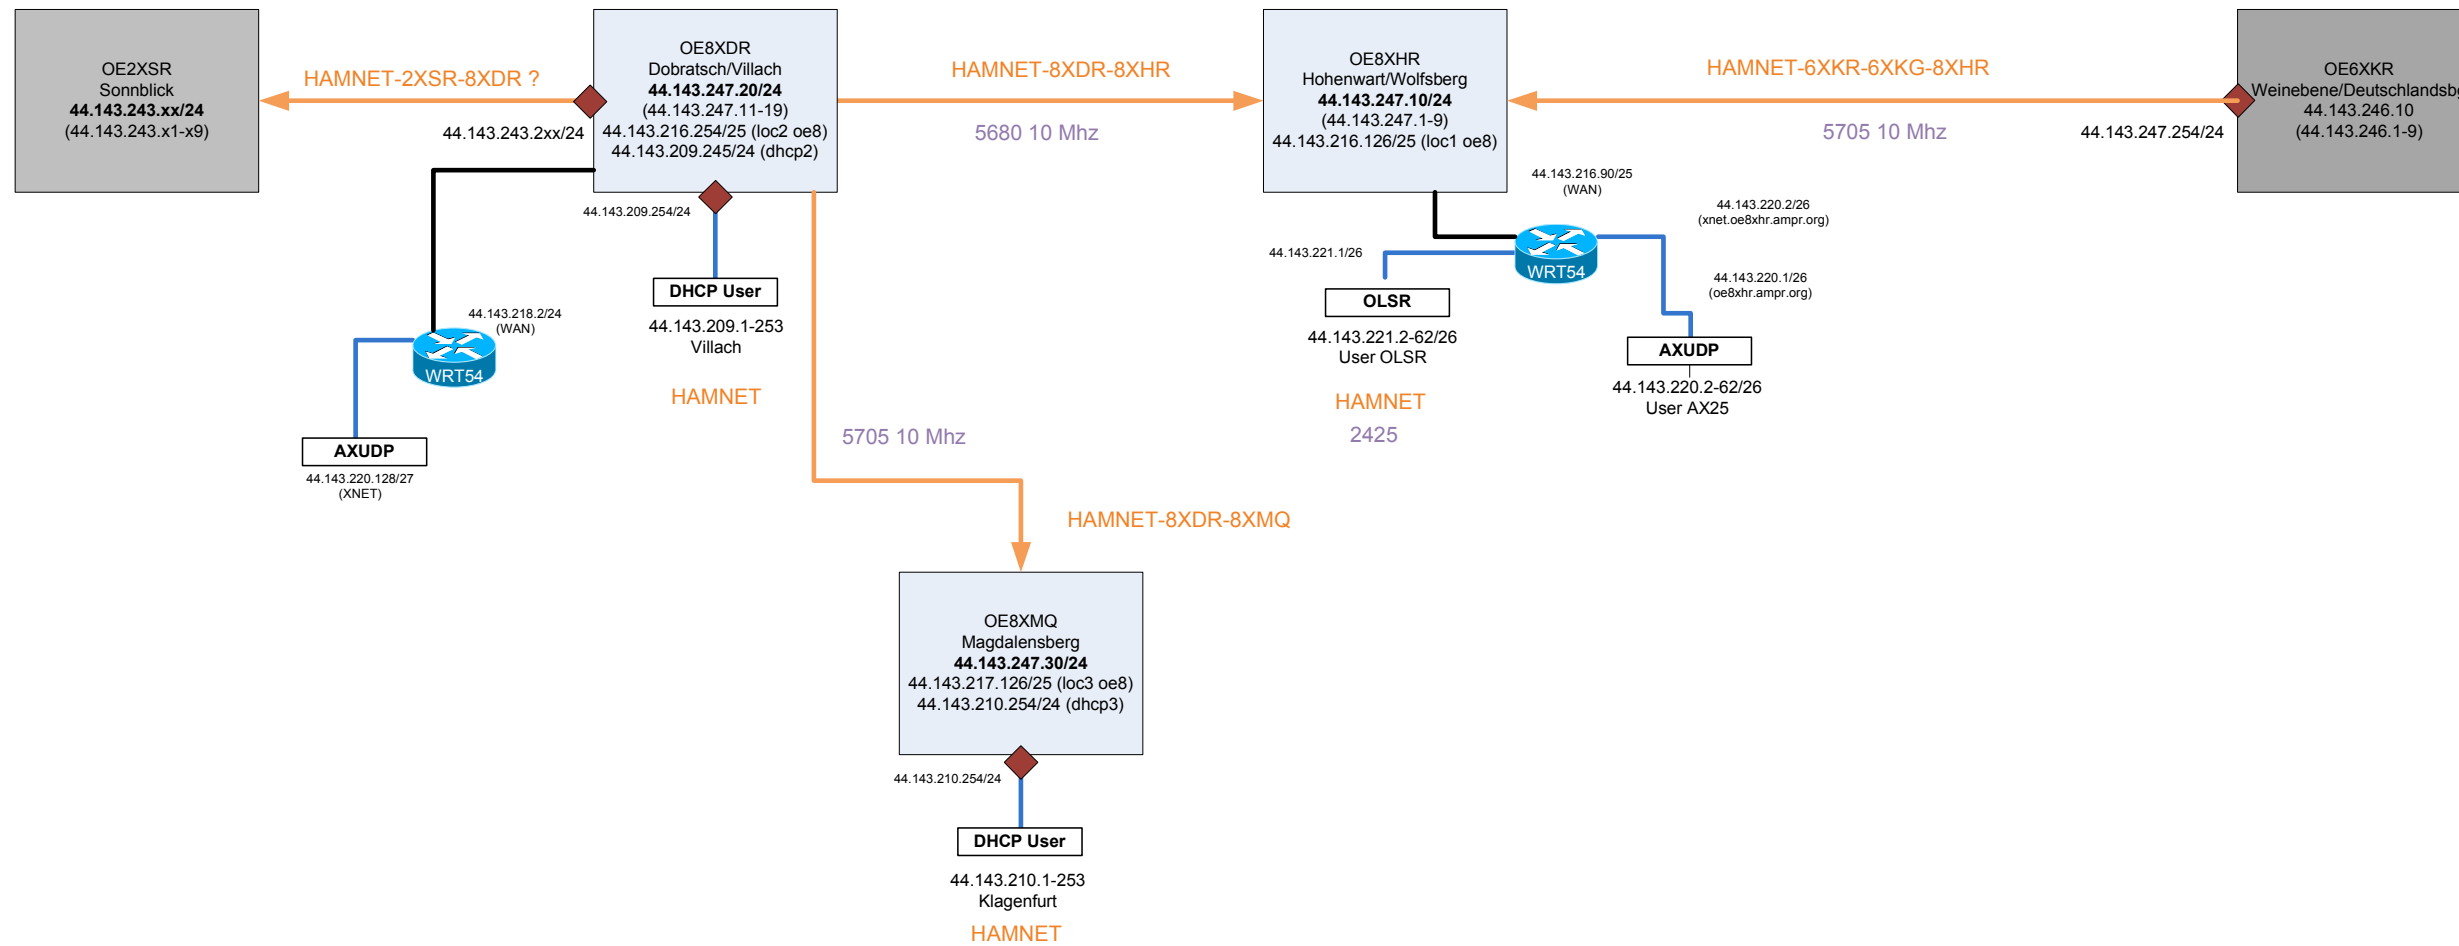 OE2XSR
Sonnblick
44.143.243.xx/24
(44.143.243.x1-x9)
HAMNET-2XSR-8XDR ?
44.143.243.2xx/24
OE8XDR
Dobratsch/Villach
44.143.247.20/24
(44.143.247.11-19)
44.143.216.254/25 (loc2 oe8)
44.143.209.245/24 (dhcp2)
HAMNET-8XDR-8XHR
5680 10 Mhz
OE8XHR
Hohenwart/Wolfsberg
44.143.247.10/24
(44.143.247.1-9)
44.143.216.126/25 (loc1 oe8)
HAMNET-6XKR-6XKG-8XHR
5705 10 Mhz
44.143.247.254/24
OE6XKR
Weinebene/Deutschlandsbg
44.143.246.10
(44.143.246.1-9)
44.143.209.254/24
DHCP User
44.143.209.1-253
Villach
HAMNET
44.143.218.2/24
(WAN)
WRT54
AXUDP
44.143.220.128/27
(XNET)
44.143.216.90/25
(WAN)
WRT54
44.143.221.1/26
OLSR
44.143.221.2-62/26
User OLSR
HAMNET
2425
44.143.220.2/26
(xnet.oe8xhr.ampr.org)
44.143.220.1/26
(oe8xhr.ampr.org)
AXUDP
44.143.220.2-62/26
User AX25
5705 10 Mhz
HAMNET-8XDR-8XMQ
OE8XMQ
Magdalensberg
44.143.247.30/24
44.143.217.126/25 (loc3 oe8)
44.143.210.254/24 (dhcp3)
44.143.210.254/24
DHCP User
44.143.210.1-253
Klagenfurt
HAMNET